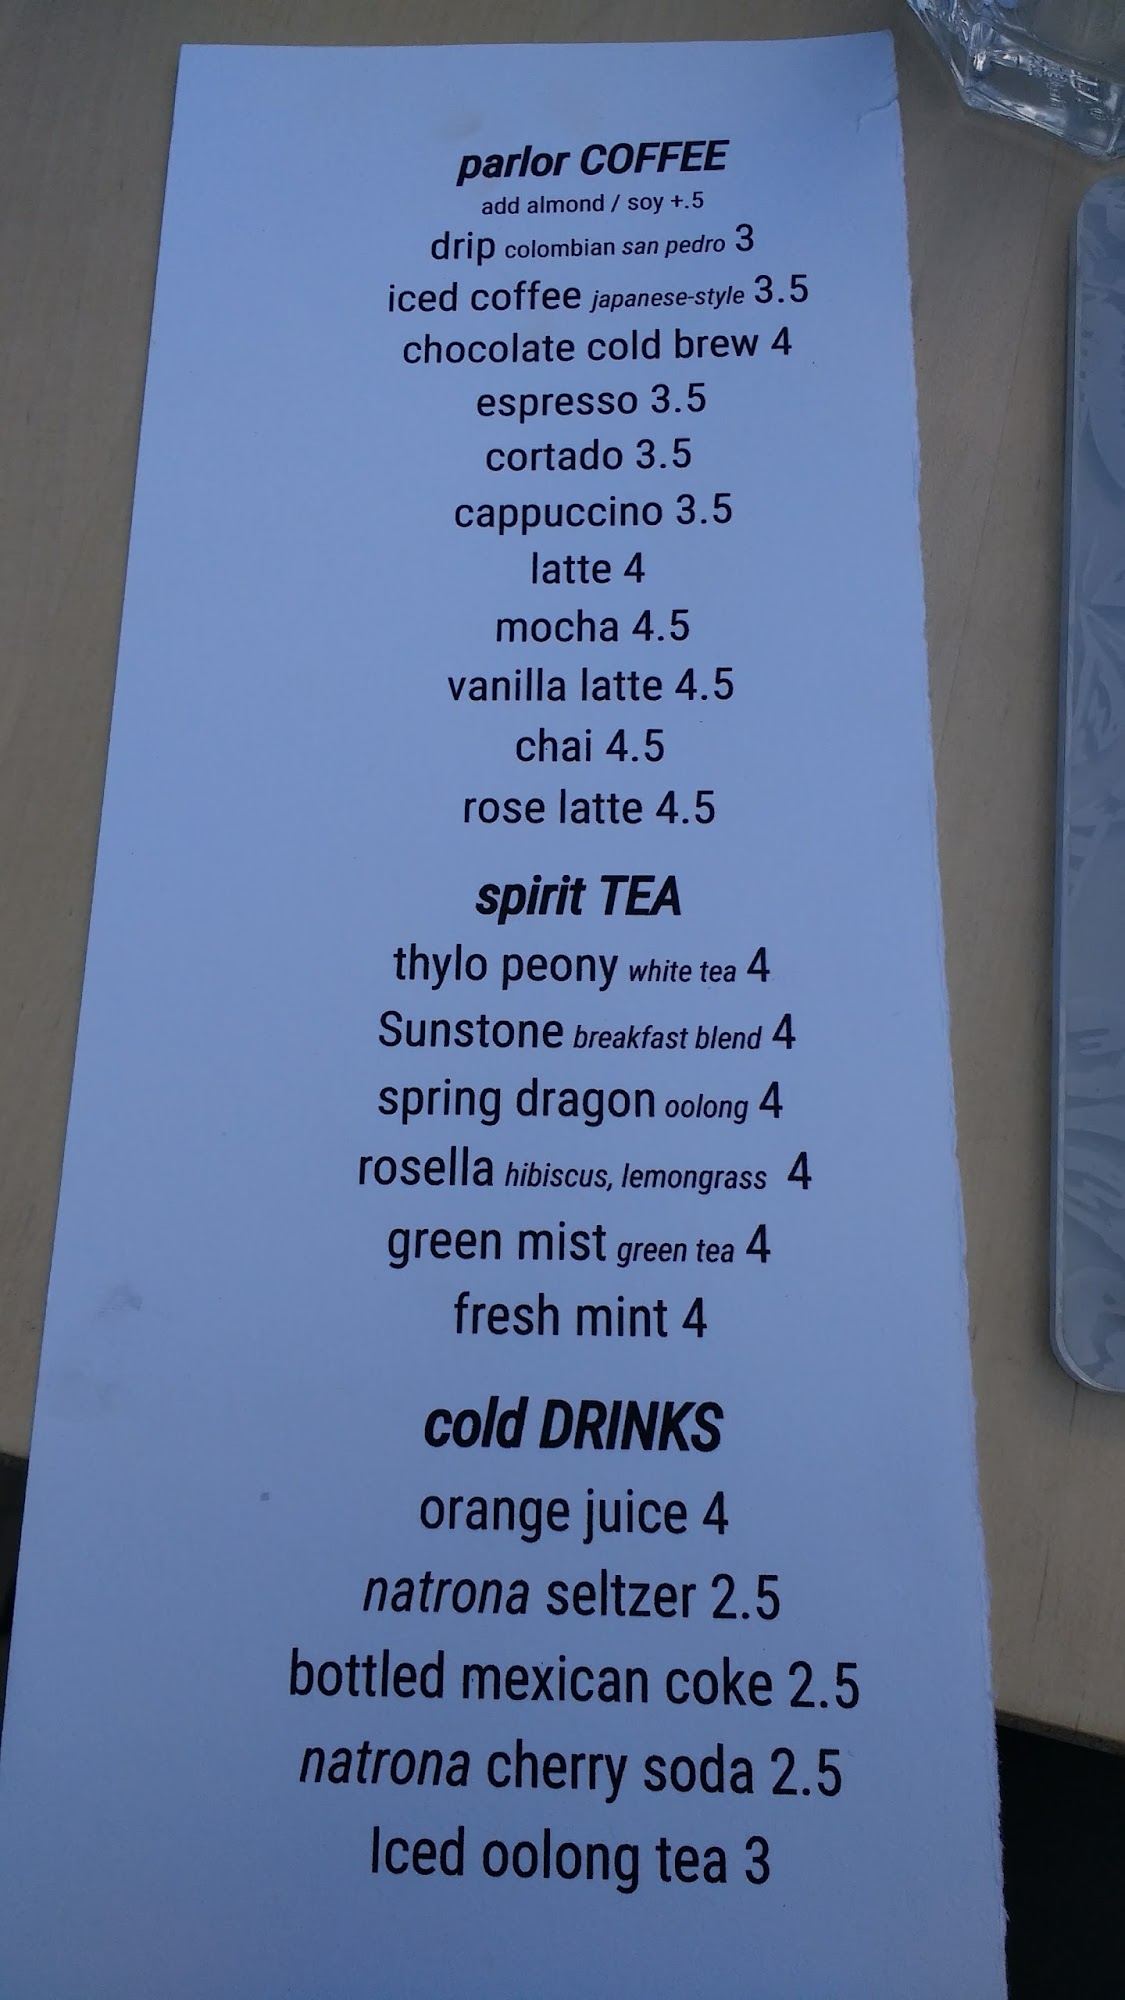 parlor COFFEE
add almond / soy +.5
drip colombian san pedro 3
iced coffee japanese-style 3.5
chocolate cold brew 4
espresso 3.5
cortado 3.5
cappuccino 3.5
latte 4
mocha 4.5
vanilla latte 4.5
chai 4.5
rose latte 4.5
spirit TEA
thylo peony white tea 4
Sunstone breakfast blend 4
spring dragon oolong 4
rosella hibiscus, lemongrass 4
green mist green tea 4
fresh mint 4
cold DRINKS
orange juice 4
natrona seltzer 2.5
bottled mexican coke 2.5
natrona cherry soda 2.5
Iced oolong tea 3